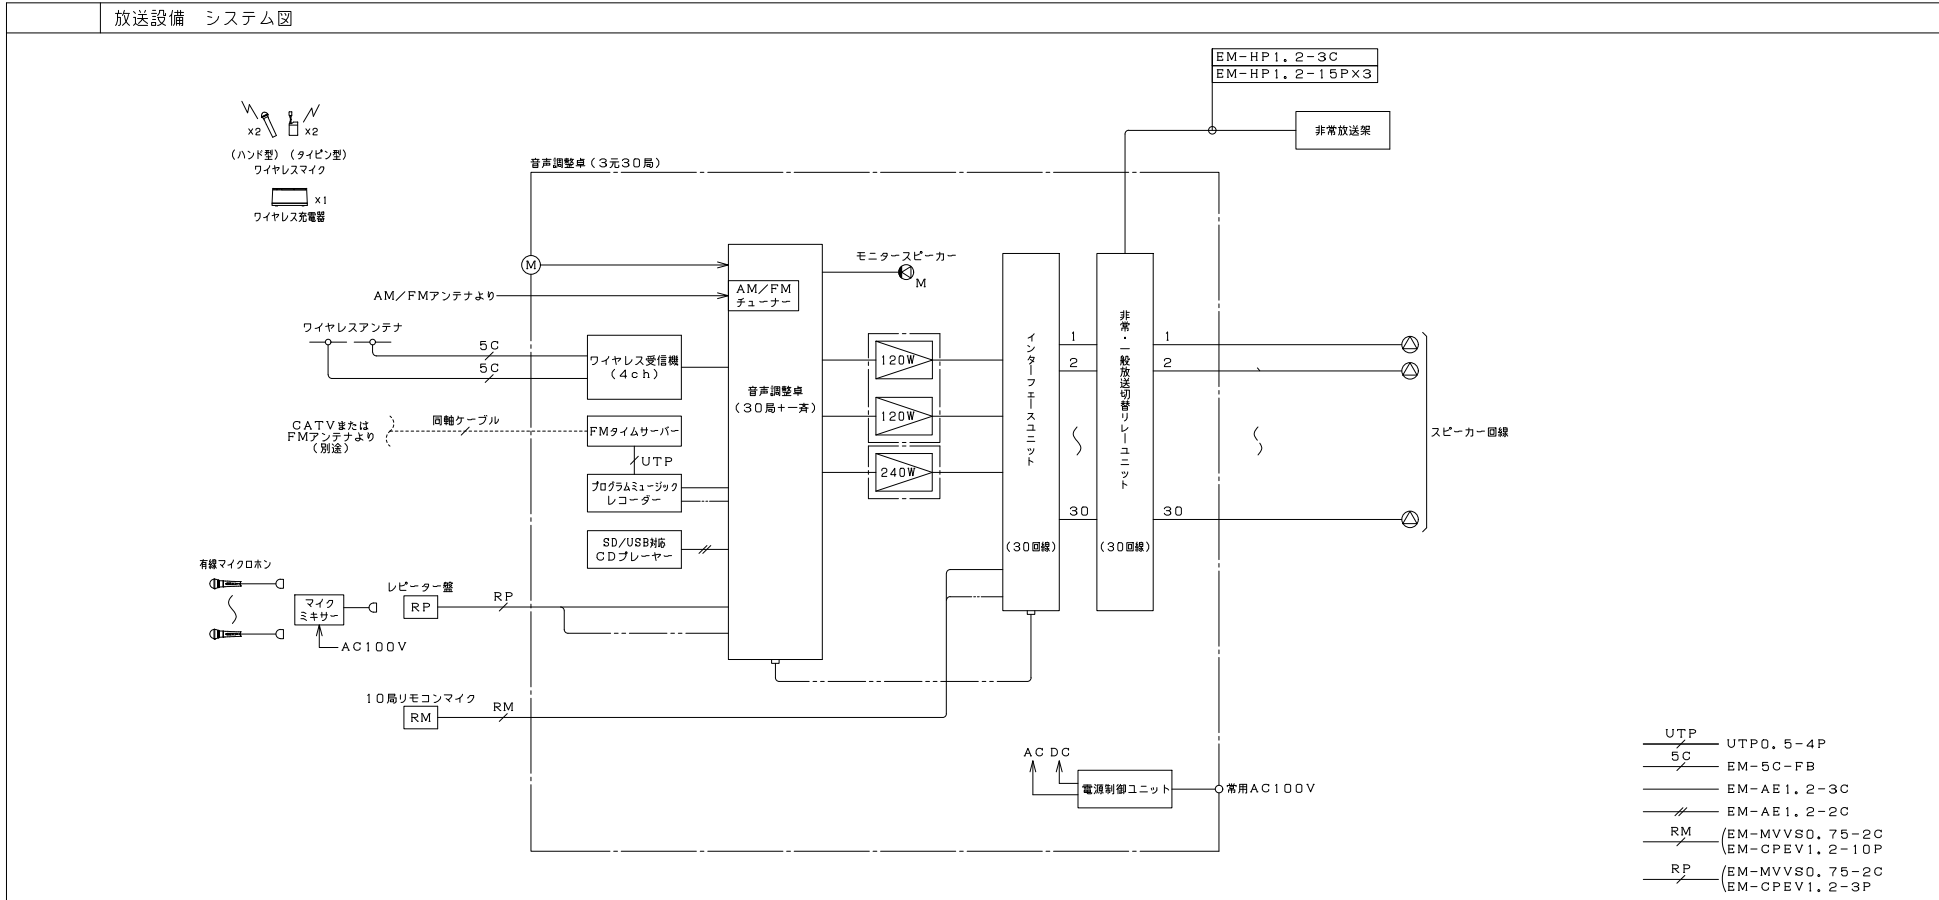 放送設備　システム図
EM-HP1.2-3C
EM-HP1.2-15P×3
非常放送架
×2
×2
(ハンド型) (タイピン型)
ワイヤレスマイク
×1
ワイヤレス充電器
音声調整卓(3元30局)
M
AM/FMアンテナより
AM/FM
チューナー
モニタースピーカー
M
ワイヤレスアンテナ
5C
5C
ワイヤレス受信機
(4ch)
CATVまたは
FMアンテナより
(別途)
同軸ケーブル
FMタイムサーバー
UTP
プログラムミュージック
レコーダー
SD/USB対応
CDプレーヤー
音声調整卓
(30局+一斉)
120W
120W
240W
インターフェースユニット
(30回線)
1
2
30
非常・一般放送切替リレーユニット
(30回線)
1
2
30
スピーカー回線
有線マイクロホン
マイク
ミキサー
AC100V
レピーター盤
RP
RP
10局リモコンマイク
RM
RM
AC DC
電源制御ユニット
常用AC100V
UTP
UTP0.5-4P
5C
EM-5C-FB
EM-AE1.2-3C
EM-AE1.2-2C
RM
(EM-MVVS0.75-2C
EM-CPEV1.2-10P
RP
(EM-MVVS0.75-2C
EM-CPEV1.2-3P